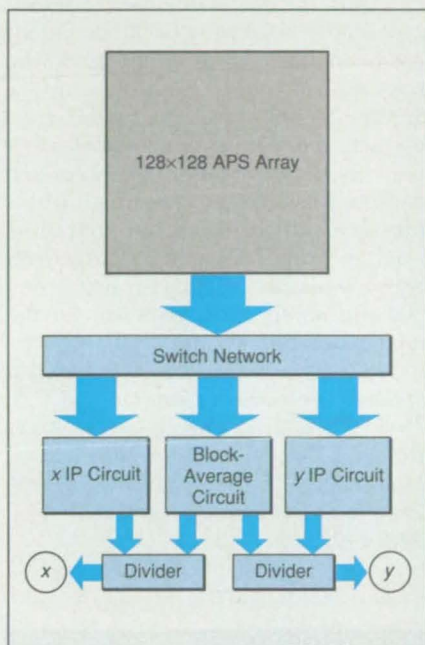 128×128 APS Array
Switch Network
x IP Circuit
Block-
Average
Circuit
y IP Circuit
x
Divider
Divider
y